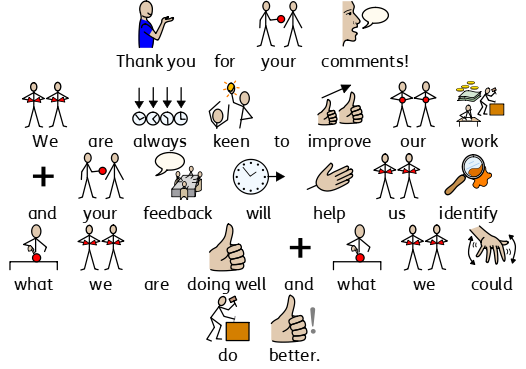 Thank you for your comments!
We are always keen to improve our work
and your feedback will help us identify
what we are doing well and what we could
do better.